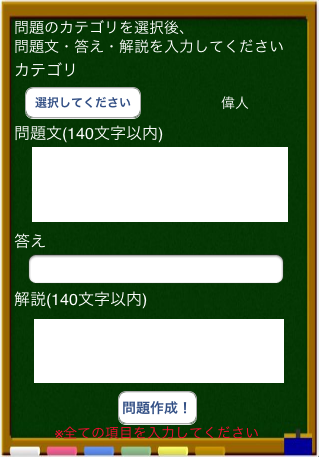 問題のカテゴリを選択後、
問題文・答え・解説を入力してください
カテゴリ
選択してください 偉人
問題文(140文字以内)
答え
解説(140文字以内)
問題作成！
※全ての項目を入力してください